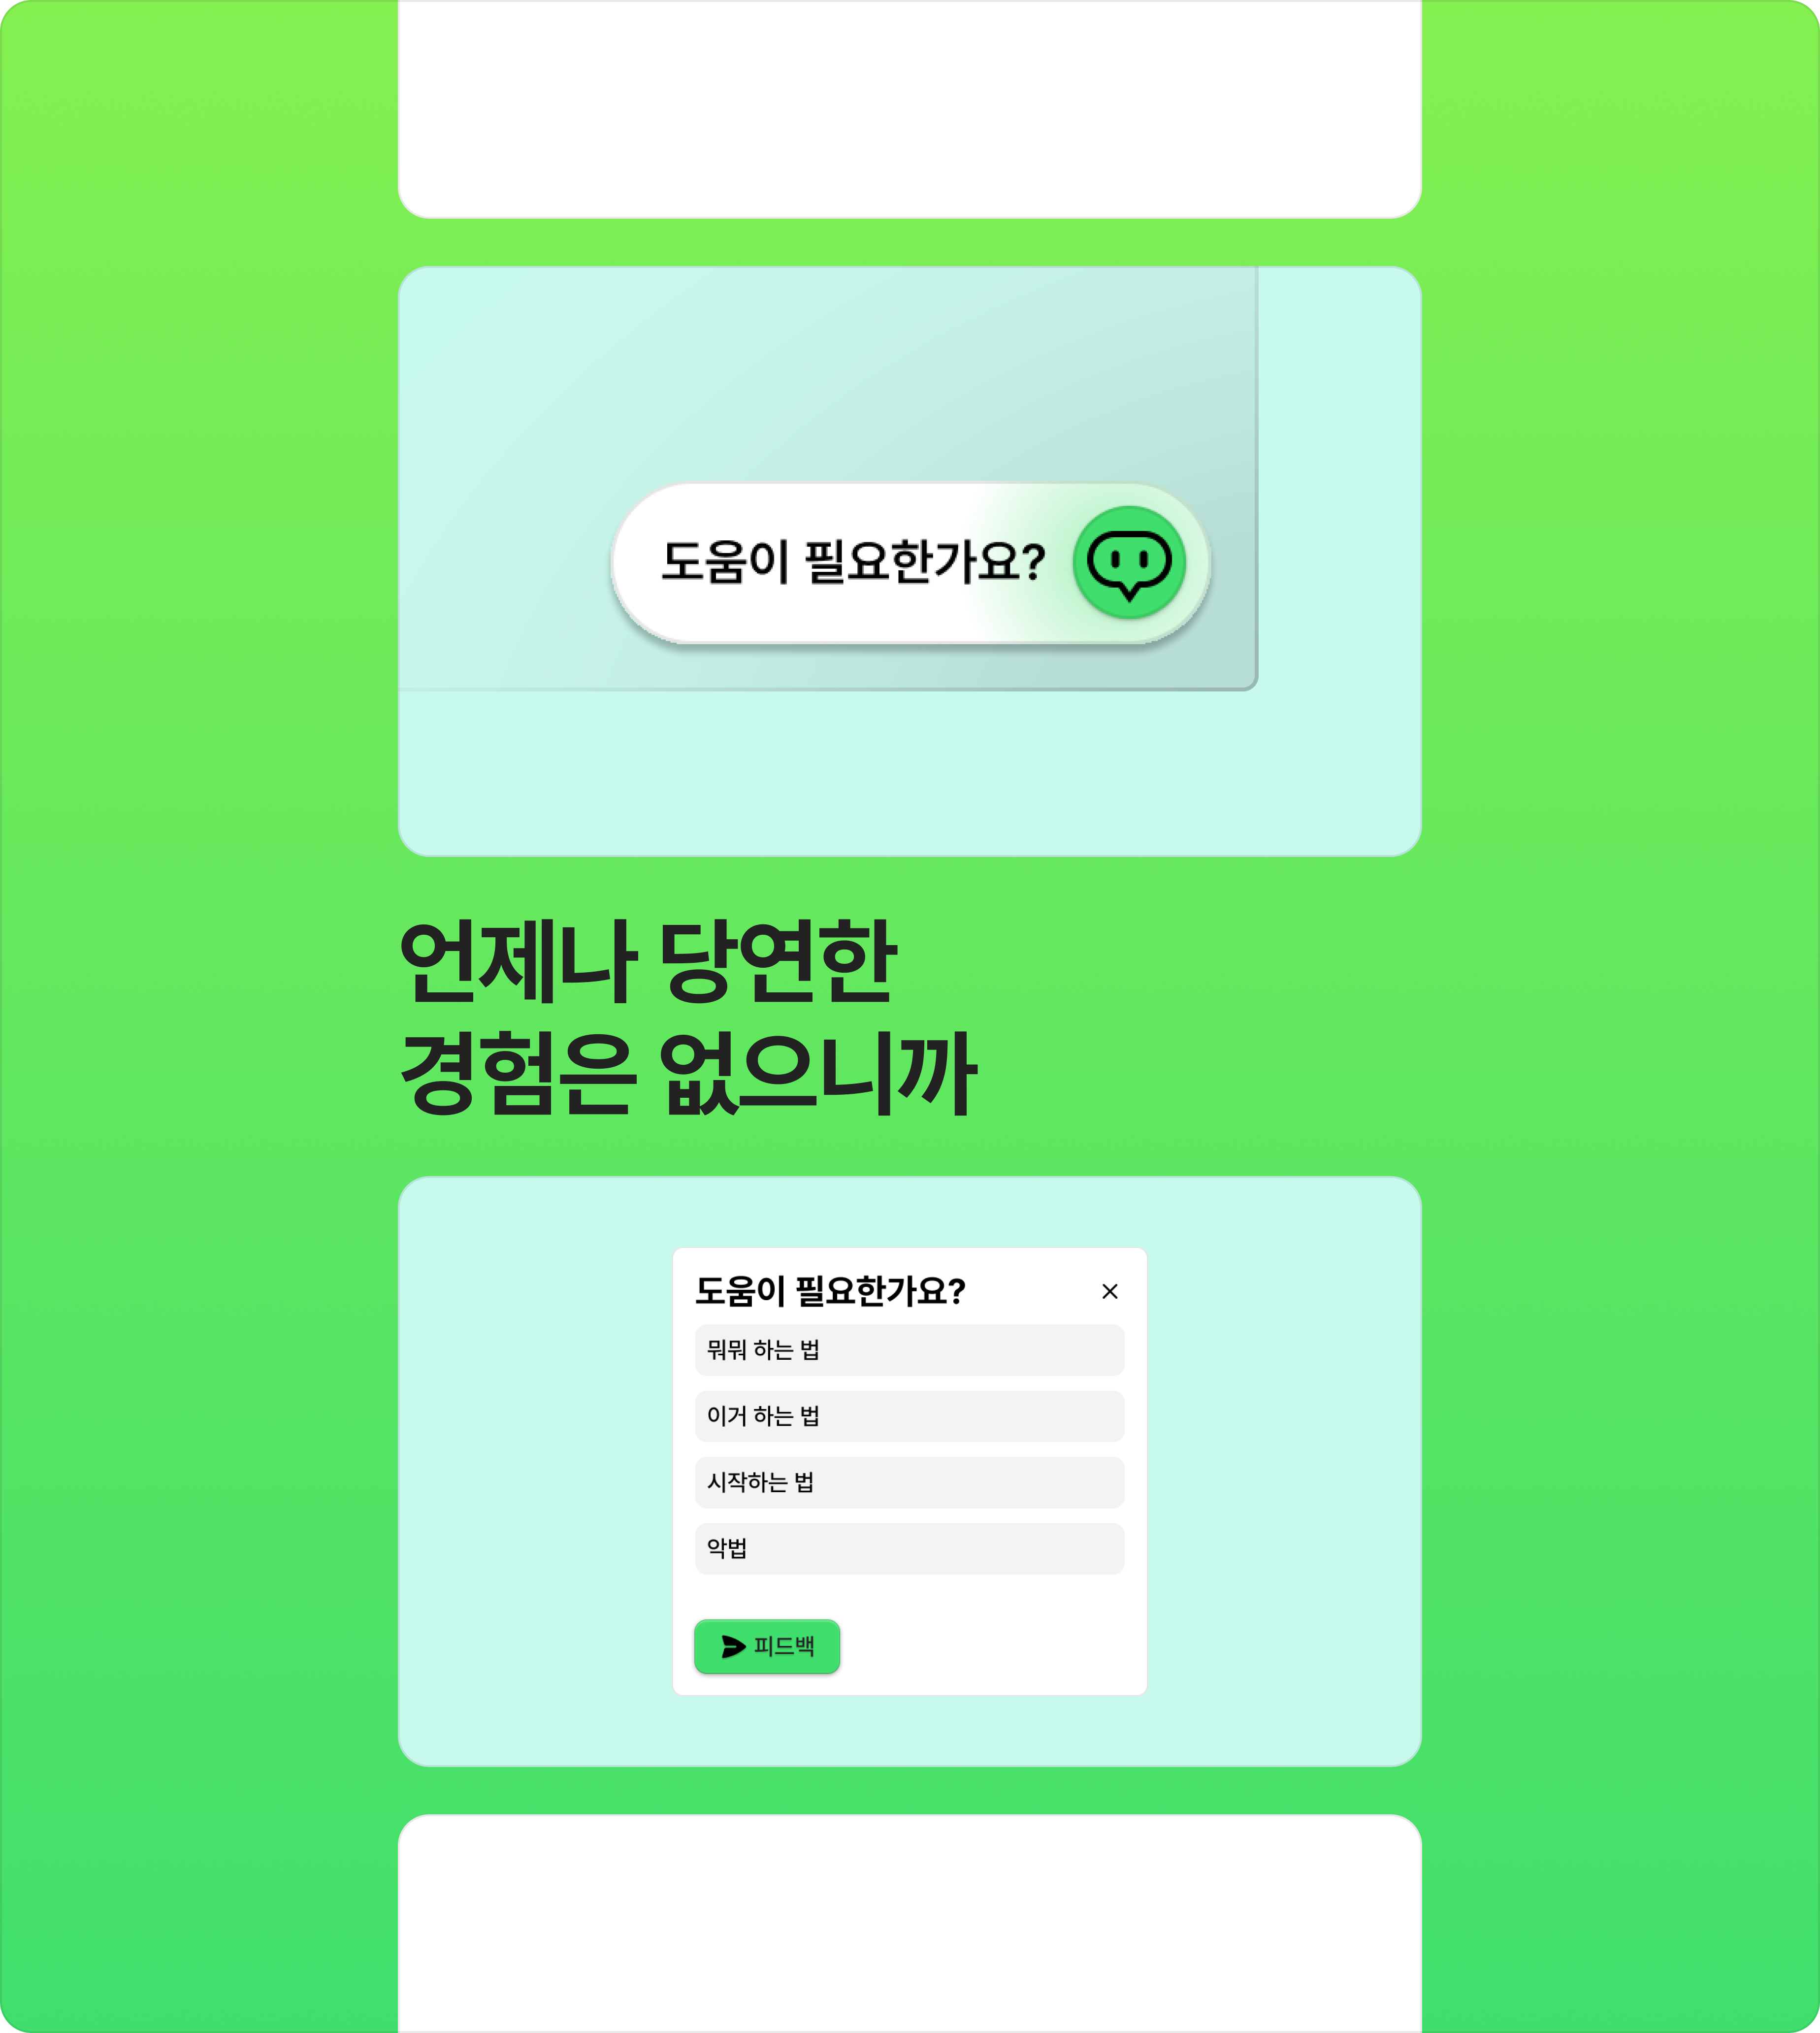 도움이 필요한가요?
언제나 당연한
경험은 없으니까
도움이 필요한가요?
뭐뭐 하는 법
이거 하는 법
시작하는 법
악법
피드백